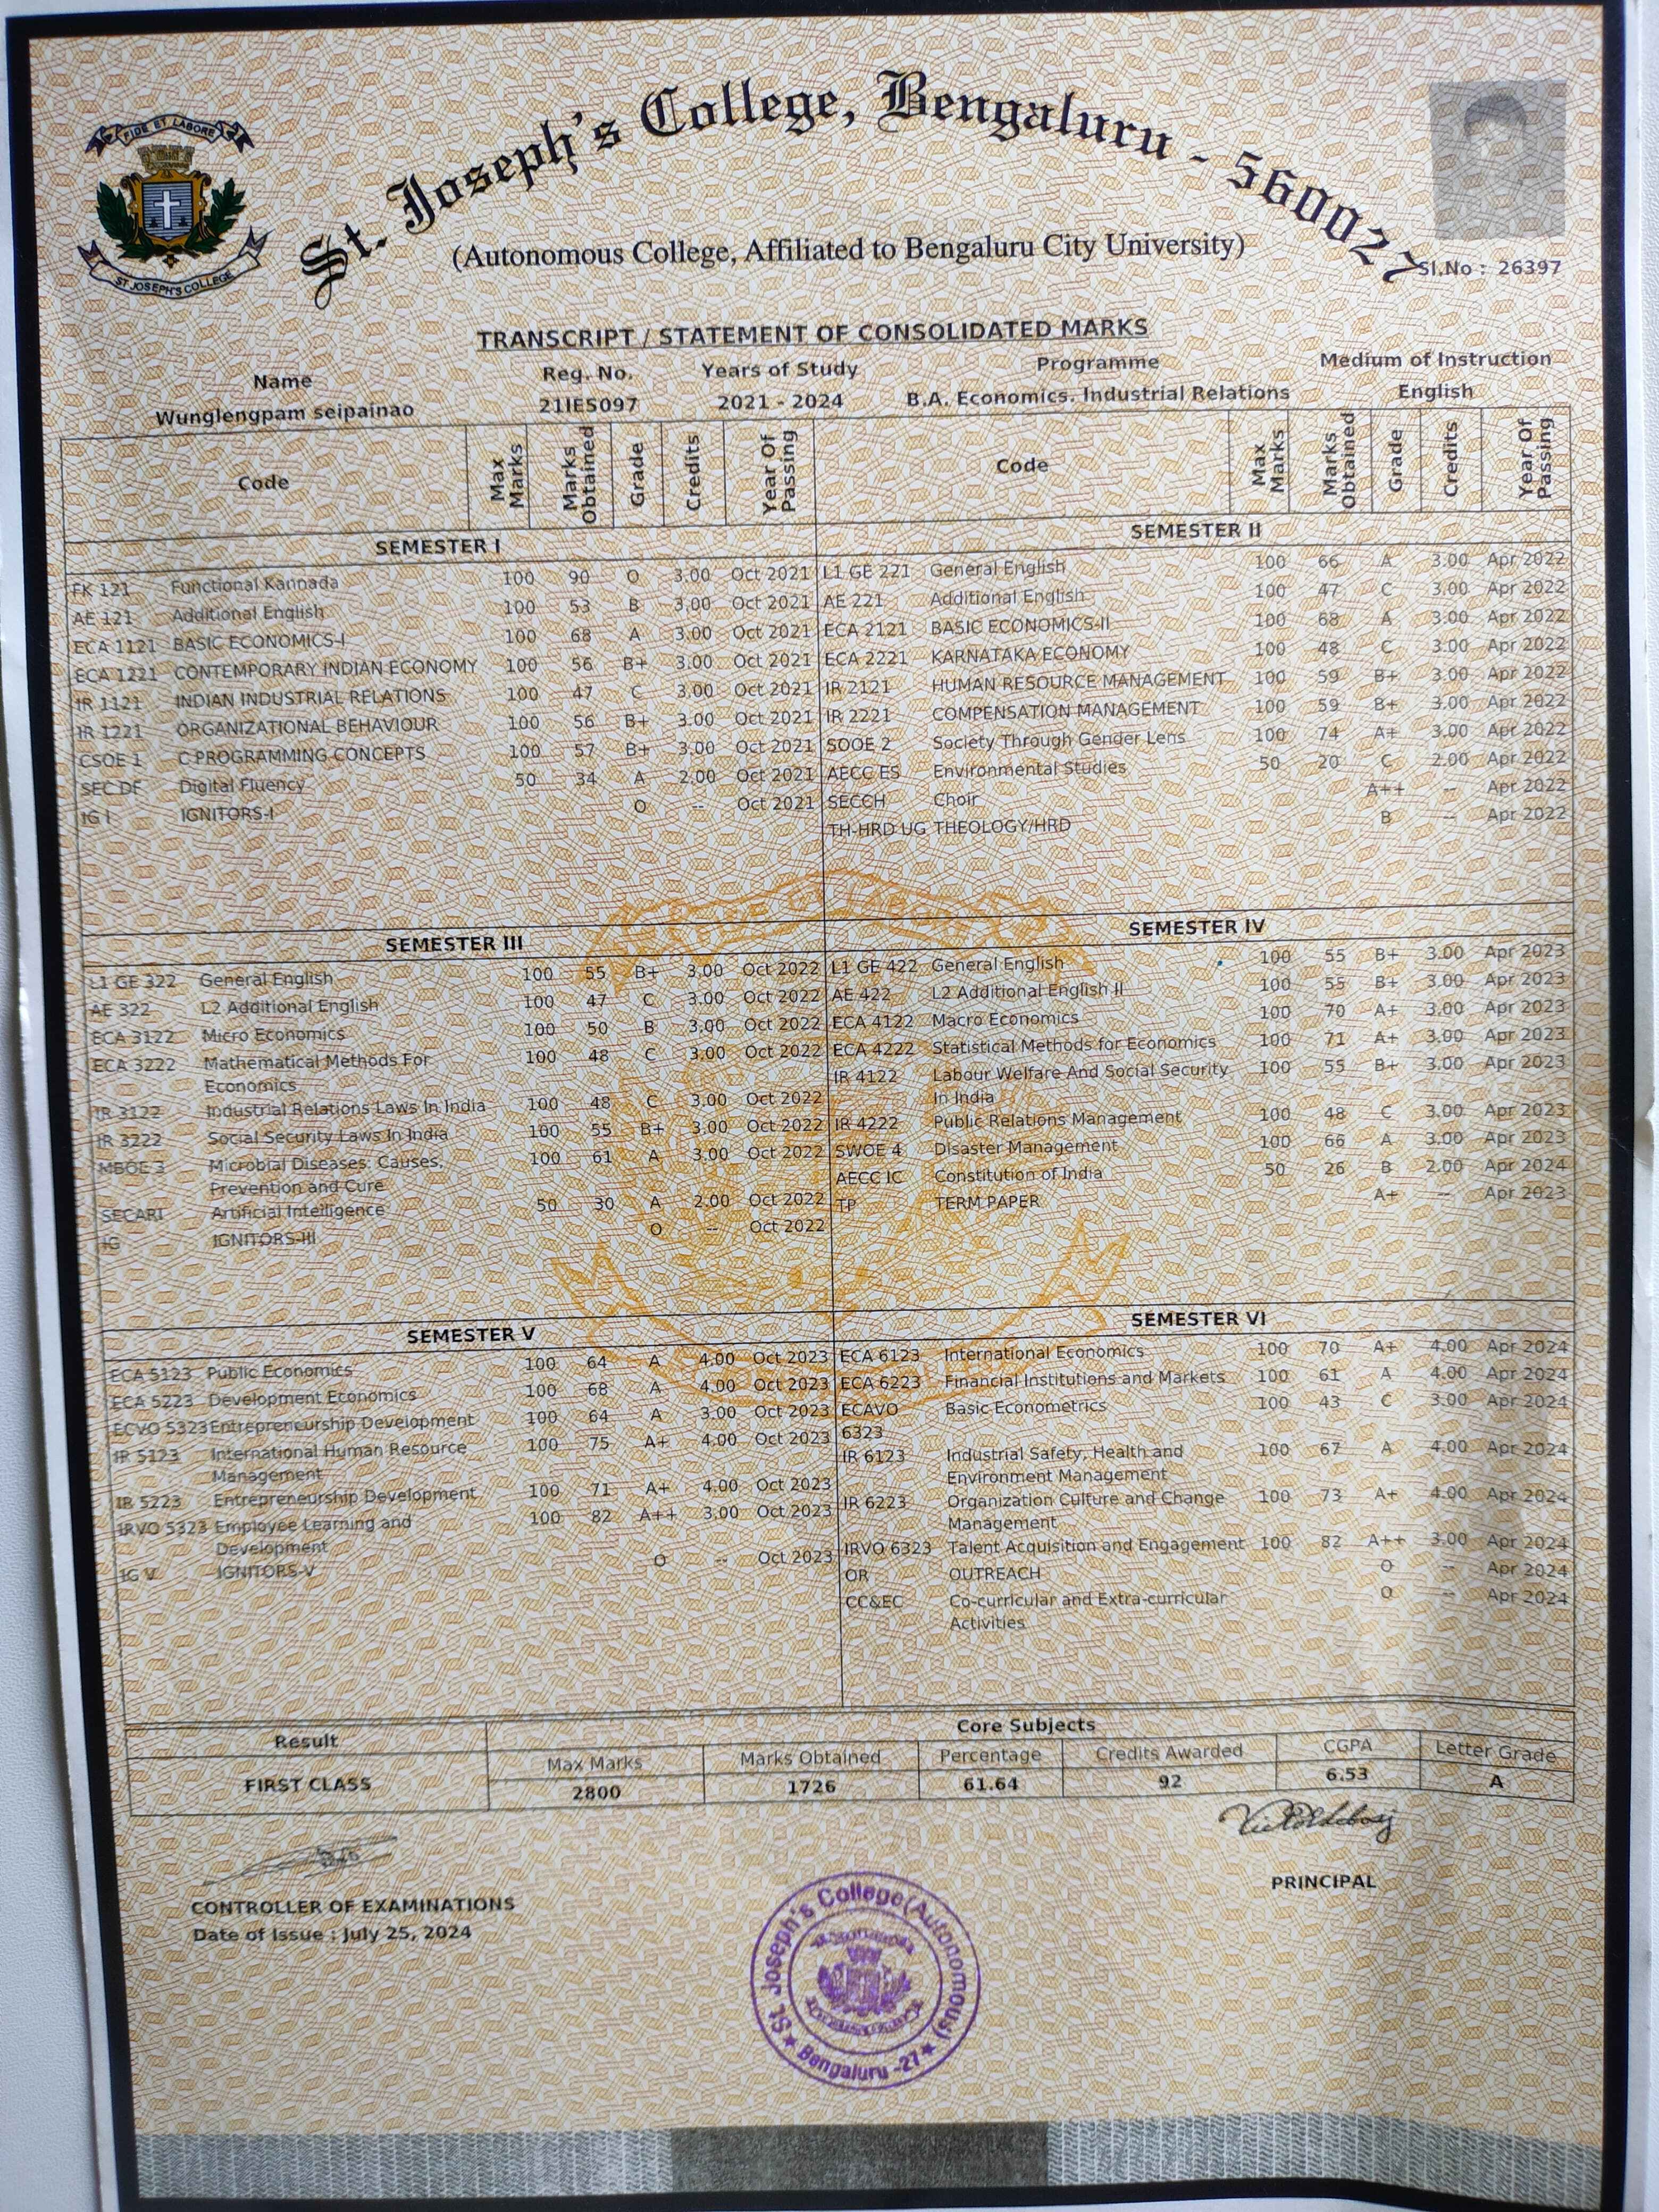 FIDE ET LABORE
ST JOSEPH'S COLLEGE
St. Joseph's College, Bengaluru - 560027
(Autonomous College, Affiliated to Bengaluru City University)
Sl.No : 26397
TRANSCRIPT / STATEMENT OF CONSOLIDATED MARKS
Name Reg. No. Years of Study Programme Medium of Instruction
Wunglengpam seipainao 21IES097 2021 - 2024 B.A. Economics. Industrial Relations English
Code Max Marks Marks Obtained Grade Credits Year Of Passing Code Max Marks Marks Obtained Grade Credits Year Of Passing
SEMESTER I
FK 121 Functional Kannada 100 90 O 3.00 Oct 2021
AE 121 Additional English 100 53 B 3.00 Oct 2021
ECA 1121 BASIC ECONOMICS-I 100 68 A 3.00 Oct 2021
ECA 1221 CONTEMPORARY INDIAN ECONOMY 100 56 B+ 3.00 Oct 2021
IR 1121 INDIAN INDUSTRIAL RELATIONS 100 47 C 3.00 Oct 2021
IR 1221 ORGANIZATIONAL BEHAVIOUR 100 56 B+ 3.00 Oct 2021
CSOE 1 C PROGRAMMING CONCEPTS 100 57 B+ 3.00 Oct 2021
SEC DF Digital Fluency 50 34 A 2.00 Oct 2021
IG I IGNITORS-I O -- Oct 2021
SEMESTER II
L1 GE 221 General English 100 66 A 3.00 Apr 2022
AE 221 Additional English 100 47 C 3.00 Apr 2022
ECA 2121 BASIC ECONOMICS-II 100 68 A 3.00 Apr 2022
ECA 2221 KARNATAKA ECONOMY 100 48 C 3.00 Apr 2022
IR 2121 HUMAN RESOURCE MANAGEMENT 100 59 B+ 3.00 Apr 2022
IR 2221 COMPENSATION MANAGEMENT 100 59 B+ 3.00 Apr 2022
SOOE 2 Society Through Gender Lens 100 74 A+ 3.00 Apr 2022
AECC ES Environmental Studies 50 20 C 2.00 Apr 2022
SECCH Choir A++ -- Apr 2022
TH-HRD UG THEOLOGY/HRD B -- Apr 2022
SEMESTER III
L1 GE 322 General English 100 55 B+ 3.00 Oct 2022
AE 322 L2 Additional English 100 47 C 3.00 Oct 2022
ECA 3122 Micro Economics 100 50 B 3.00 Oct 2022
ECA 3222 Mathematical Methods For 100 48 C 3.00 Oct 2022
Economics
IR 3122 Industrial Relations Laws In India 100 48 C 3.00 Oct 2022
IR 3222 Social Security Laws In India 100 55 B+ 3.00 Oct 2022
MBOE 3 Microbial Diseases: Causes, 100 61 A 3.00 Oct 2022
Prevention and Cure
SECARI Artificial Intelligence 50 30 A 2.00 Oct 2022
IG IGNITORS-III O -- Oct 2022
SEMESTER IV
L1 GE 422 General English 100 55 B+ 3.00 Apr 2023
AE 422 L2 Additional English II 100 55 B+ 3.00 Apr 2023
ECA 4122 Macro Economics 100 70 A+ 3.00 Apr 2023
ECA 4222 Statistical Methods for Economics 100 71 A+ 3.00 Apr 2023
IR 4122 Labour Welfare And Social Security 100 55 B+ 3.00 Apr 2023
In India
IR 4222 Public Relations Management 100 48 C 3.00 Apr 2023
SWOE 4 Disaster Management 100 66 A 3.00 Apr 2023
AECC IC Constitution of India 50 26 B 2.00 Apr 2024
TP TERM PAPER A+ -- Apr 2023
SEMESTER V
ECA 5123 Public Economics 100 64 A 4.00 Oct 2023
ECA 5223 Development Economics 100 68 A 4.00 Oct 2023
ECVO 5323 Entrepreneurship Development 100 64 A 3.00 Oct 2023
IR 5123 International Human Resource 100 75 A+ 4.00 Oct 2023
Management
IR 5223 Entrepreneurship Development 100 71 A+ 4.00 Oct 2023
IRVO 5323 Employee Learning and 100 82 A++ 3.00 Oct 2023
Development
IG V IGNITORS-V O -- Oct 2023
SEMESTER VI
ECA 6123 International Economics 100 70 A+ 4.00 Apr 2024
ECA 6223 Financial Institutions and Markets 100 61 A 4.00 Apr 2024
ECAVO Basic Econometrics 100 43 C 3.00 Apr 2024
6323
IR 6123 Industrial Safety, Health and 100 67 A 4.00 Apr 2024
Environment Management
IR 6223 Organization Culture and Change 100 73 A+ 4.00 Apr 2024
Management
IRVO 6323 Talent Acquisition and Engagement 100 82 A++ 3.00 Apr 2024
OR OUTREACH O -- Apr 2024
CC&EC Co-curricular and Extra-curricular O -- Apr 2024
Activities
Result Core Subjects
Max Marks Marks Obtained Percentage Credits Awarded CGPA Letter Grade
FIRST CLASS 2800 1726 61.64 92 6.53 A
CONTROLLER OF EXAMINATIONS
Date of Issue : July 25, 2024
PRINCIPAL
St. Joseph's College (Autonomous)
★ Bengaluru -27 ★